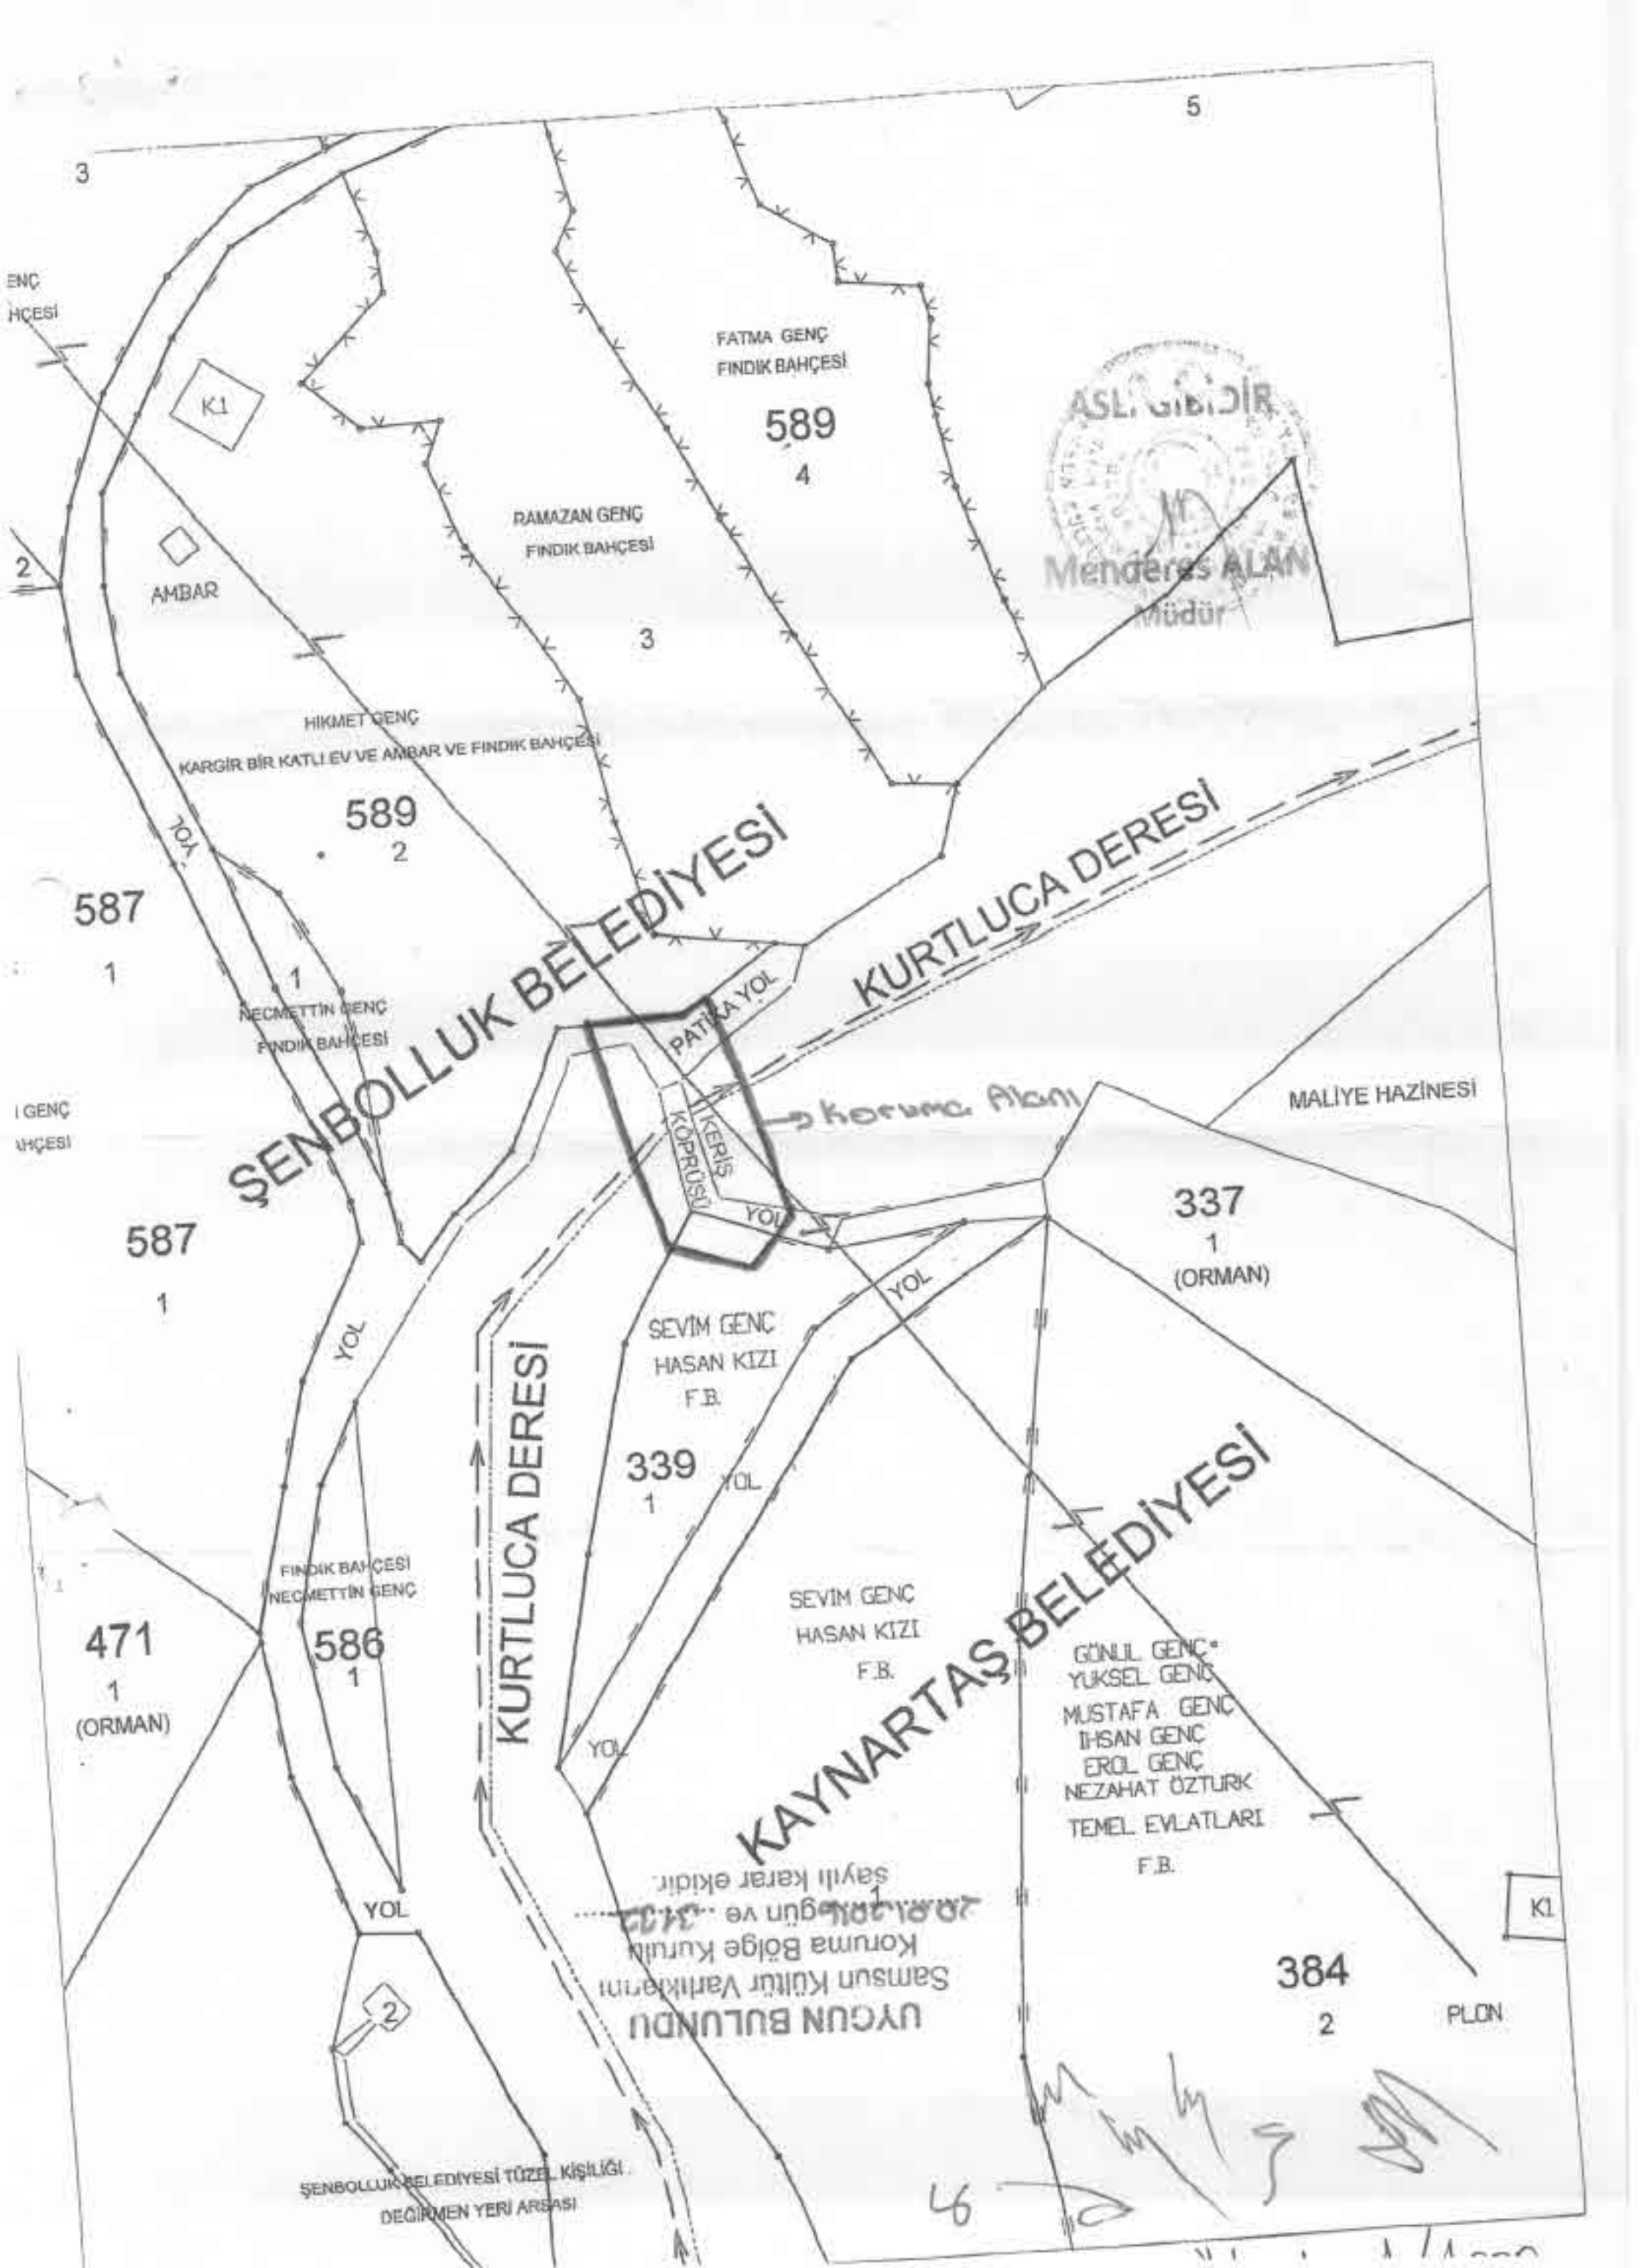 5
3
ENÇ
HÇESİ
K1
FATMA GENÇ
FINDIK BAHÇESİ
589
4
ASLI GİBİDİR
Menderes ALAN
Müdür
RAMAZAN GENÇ
FINDIK BAHÇESİ
3
2
AMBAR
HİKMET GENÇ
KARGİR BİR KATLI EV VE AMBAR VE FINDIK BAHÇESİ
589
2
YOL
587
1
1
NECMETTİN GENÇ
FINDIK BAHÇESİ
ŞENBOLLUK BELEDİYESİ
KURTLUCA DERESİ
PATİKA YOL
Koruma Alanı
MALİYE HAZİNESİ
İ GENÇ
AHÇESİ
İKERİŞ
KÖPRÜSÜ
YOL
587
1
337
1
(ORMAN)
YOL
YOL
SEVİM GENÇ
HASAN KIZI
F.B.
339
1
YOL
KURTLUCA DERESİ
FINDIK BAHÇESİ
NECMETTİN GENÇ
586
1
471
1
(ORMAN)
SEVİM GENÇ
HASAN KIZI
F.B.
KAYNARTAŞ BELEDİYESİ
GÖNUL GENÇ
YUKSEL GENÇ
MUSTAFA GENÇ
IHSAN GENÇ
EROL GENÇ
NEZAHAT ÖZTURK
TEMEL EVLATLARI
F.B.
YOL
1
YOL
UYGUN BULUNDU
Samsun Kültür Varlıklarını
Koruma Bölge Kurulu
gün ve 3132
sayılı karar ekidir.
K1
384
2
PLON
2
ŞENBOLLUK BELEDİYESİ TÜZEL KİŞİLİĞİ
DEĞİRMEN YERİ ARSASI